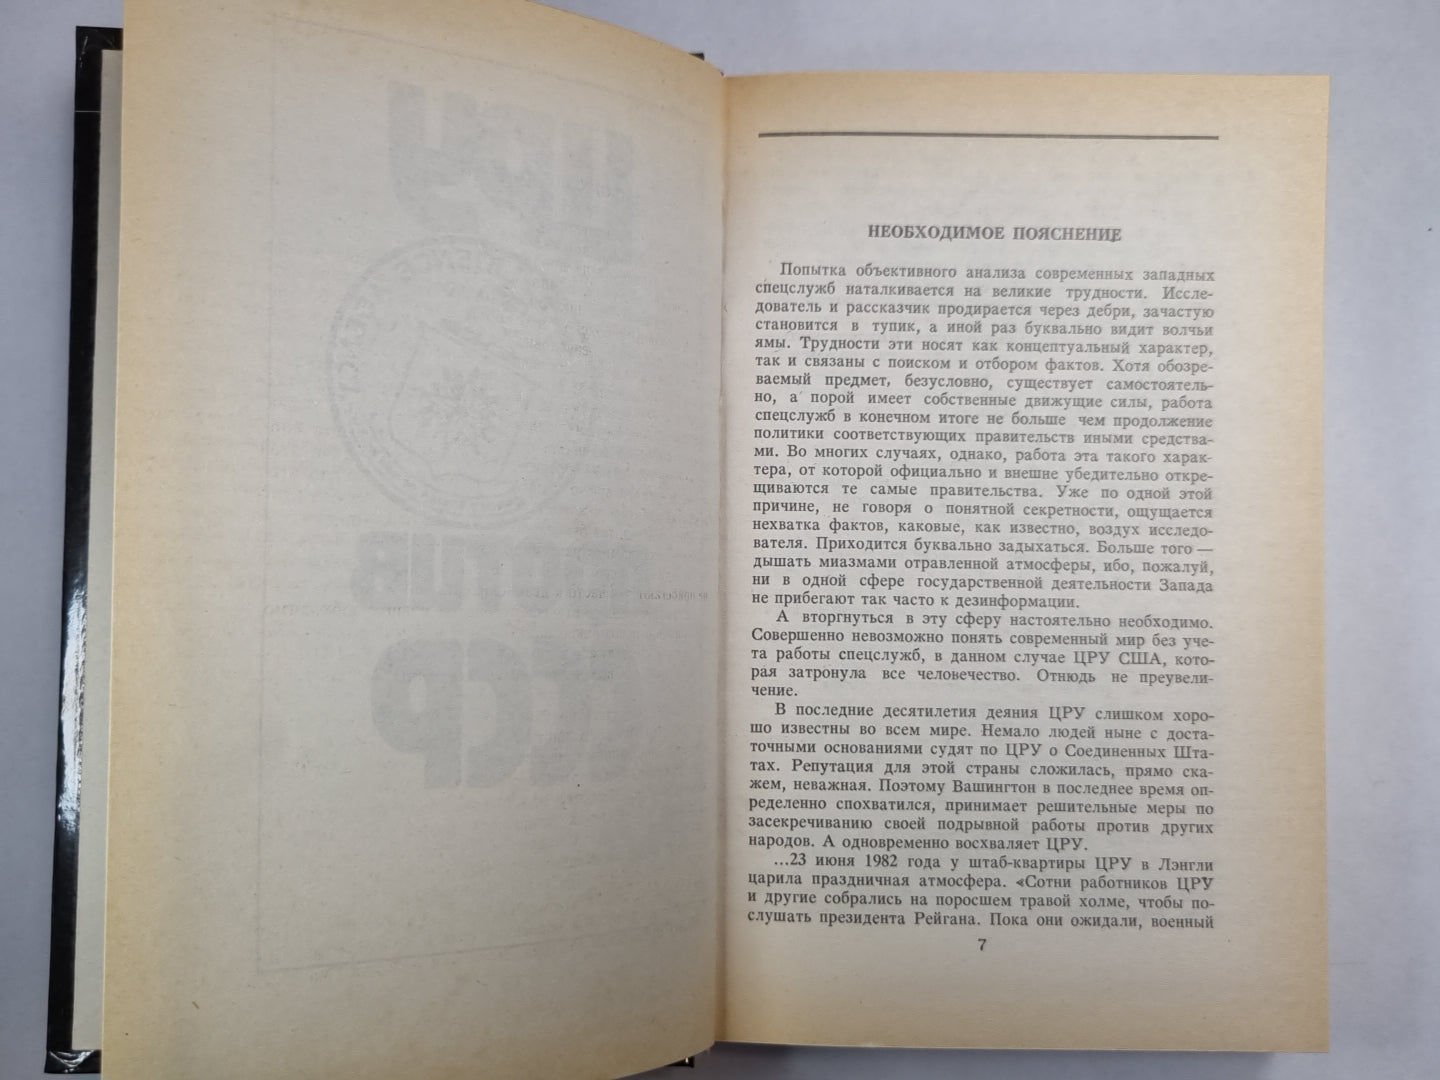 НЕОБХОДИМОЕ ПОЯСНЕНИЕ
Попытка объективного анализа современных западных
спецслужб наталкивается на великие трудности. Иссле-
дователь и рассказчик продирается через дебри, зачастую
становится в тупик, а иной раз буквально видит волчьи
ямы. Трудности эти носят как концептуальный характер,
так и связаны с поиском и отбором фактов. Хотя обозре-
ваемый предмет, безусловно, существует самостоятель-
но, а порой имеет собственные движущие силы, работа
спецслужб в конечном итоге не больше чем продолжение
политики соответствующих правительств иными средства-
ми. Во многих случаях, однако, работа эта такого харак-
тера, от которой официально и внешне убедительно откре-
щиваются те самые правительства. Уже по одной этой
причине, не говоря о понятной секретности, ощущается
нехватка фактов, каковые, как известно, воздух исследо-
вателя. Приходится буквально задыхаться. Больше того —
дышать миазмами отравленной атмосферы, ибо, пожалуй,
ни в одной сфере государственной деятельности Запада
не прибегают так часто к дезинформации.
А вторгнуться в эту сферу настоятельно необходимо.
Совершенно невозможно понять современный мир без уче-
та работы спецслужб, в данном случае ЦРУ США, кото-
рая затронула все человечество. Отнюдь не преувели-
чение.
В последние десятилетия деяния ЦРУ слишком хоро-
шо известны во всем мире. Немало людей ныне с доста-
точными основаниями судят по ЦРУ о Соединенных Шта-
тах. Репутация для этой страны сложилась, прямо ска-
жем, неважная. Поэтому Вашингтон в последнее время оп-
ределенно спохватился, принимает решительные меры по
засекречиванию своей подрывной работы против других
народов. А одновременно восхваляет ЦРУ.
...23 июня 1982 года у штаб-квартиры ЦРУ в Лэнгли
царила праздничная атмосфера. «Сотни работников ЦРУ
и другие собрались на поросшем травой холме, чтобы по-
слушать президента Рейгана. Пока они ожидали, военный
7